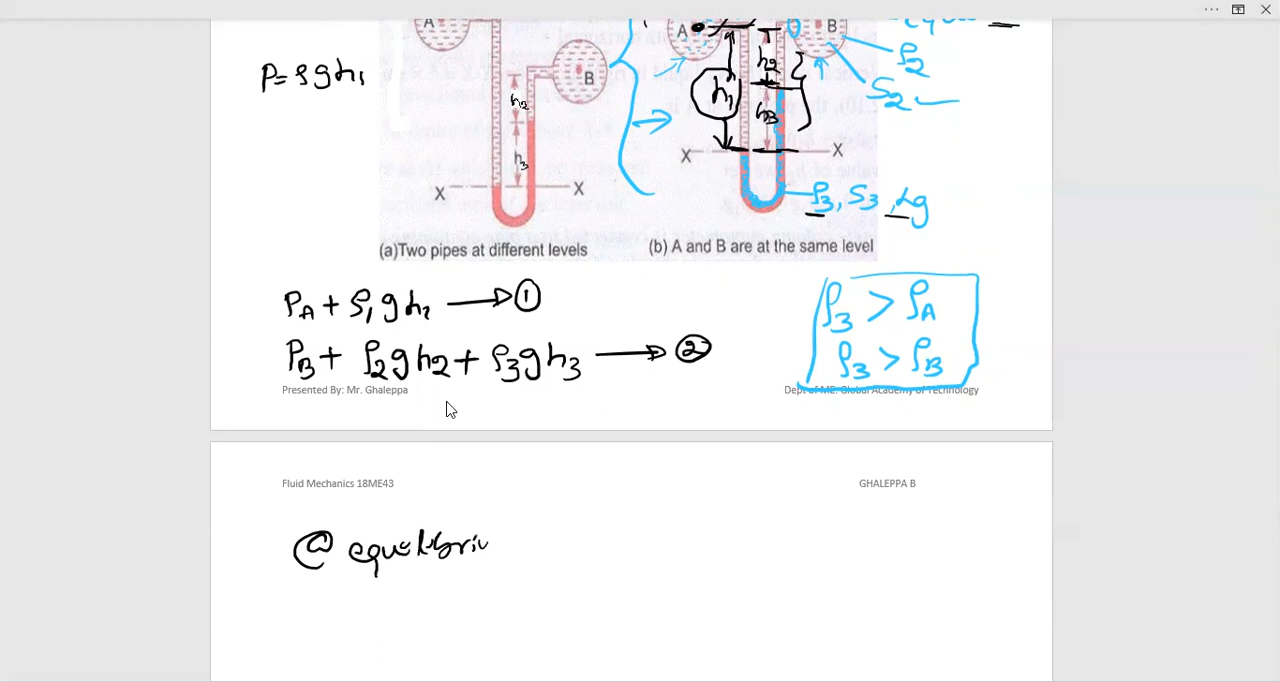 A
B
P = ρgh₁
h₂
h₃
X X
A
B
h₁
h₂
h₃
ρ₂
S₂
X X
ρ₃, S₃, Hg
(a)Two pipes at different levels
(b) A and B are at the same level
P_A + ρ₁gh₁ → ①
P_B + ρ₂gh₂ + ρ₃gh₃ → ②
ρ₃ > ρ_A
ρ₃ > ρ_B
Presented By: Mr. Ghaleppa
Dept of ME. Global Academy of Technology
Fluid Mechanics 18ME43
GHALEPPA B
@ equilibriu